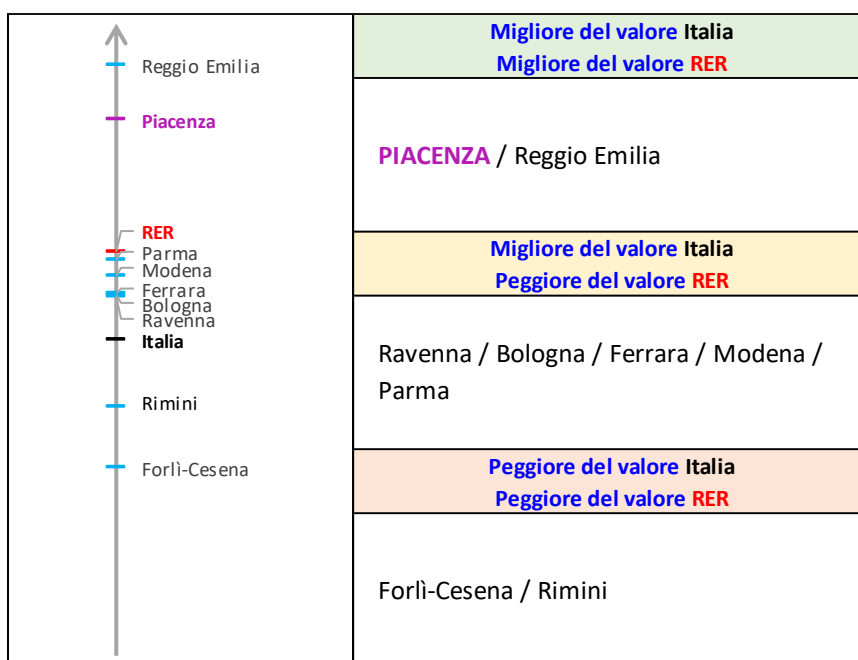 Reggio Emilia
Piacenza
RER
Parma
Modena
Ferrara
Bologna
Ravenna
Italia
Rimini
Forlì-Cesena
Migliore del valore Italia
Migliore del valore RER
PIACENZA / Reggio Emilia
Migliore del valore Italia
Peggiore del valore RER
Ravenna / Bologna / Ferrara / Modena /
Parma
Peggiore del valore Italia
Peggiore del valore RER
Forlì-Cesena / Rimini